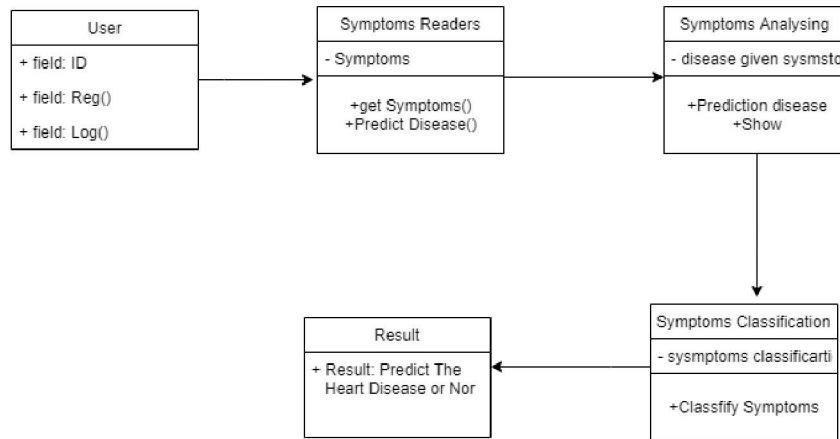 User
+ field: ID
+ field: Reg()
+ field: Log()
Symptoms Readers
- Symptoms
+get Symptoms()
+Predict Disease()
Symptoms Analysing
- disease given sysmsto
+Prediction disease
+Show
Symptoms Classification
- sysmptoms classificarti
+Classfify Symptoms
Result
+ Result: Predict The
Heart Disease or Nor